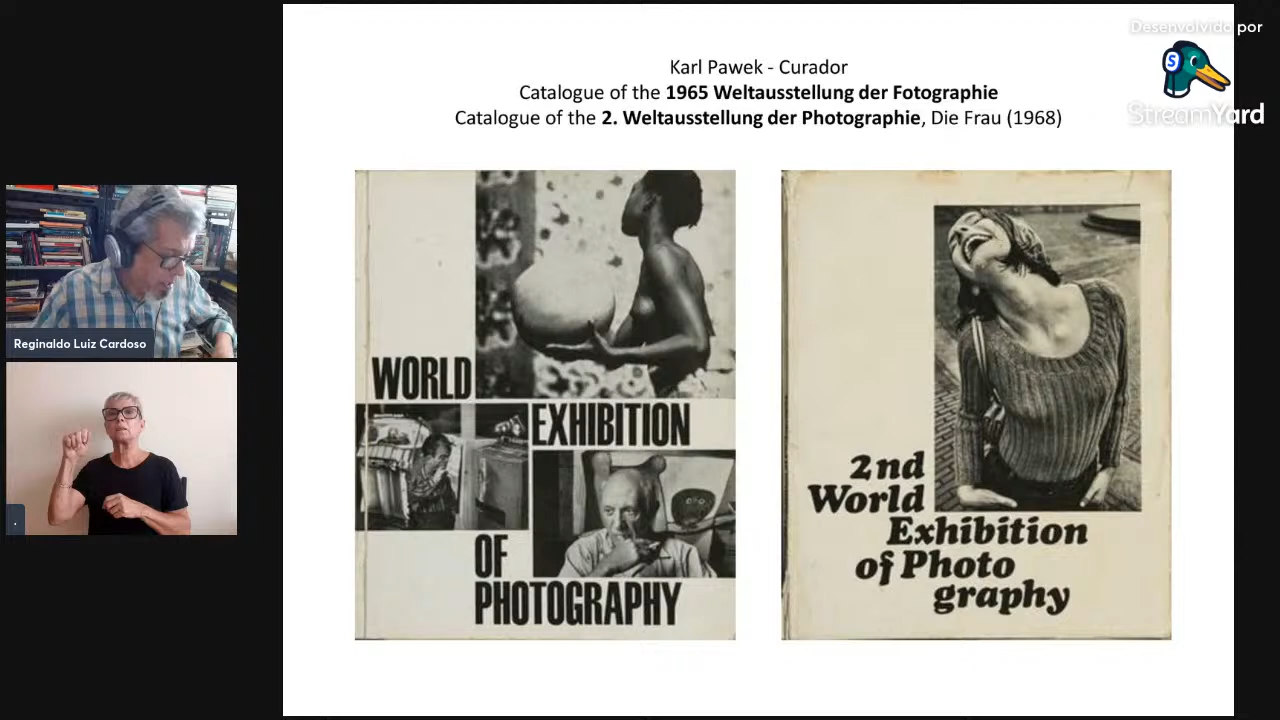 Karl Pawek - Curador
Catalogue of the 1965 Weltausstellung der Fotographie
Catalogue of the 2. Weltausstellung der Photographie, Die Frau (1968)
Desenvolvido por
S
StreamYard
Reginaldo Luiz Cardoso
.
WORLD
EXHIBITION
OF
PHOTOGRAPHY
2nd
World
Exhibition
of Photo
graphy